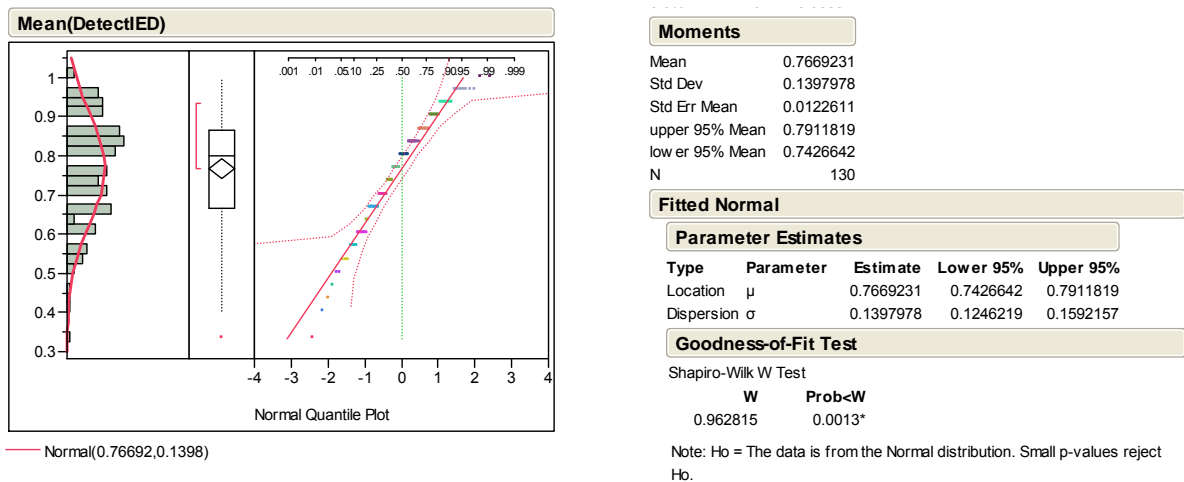 Mean(DetectIED)
.001 .01 .05 .10 .25 .50 .75 .90 .95 .99 .999
1
0.9
0.8
0.7
0.6
0.5
0.4
0.3
-4 -3 -2 -1 0 1 2 3 4
Normal Quantile Plot
Normal(0.76692,0.1398)
Moments
Mean 0.7669231
Std Dev 0.1397978
Std Err Mean 0.0122611
upper 95% Mean 0.7911819
lower 95% Mean 0.7426642
N 130
Fitted Normal
Parameter Estimates
Type Parameter Estimate Lower 95% Upper 95%
Location μ 0.7669231 0.7426642 0.7911819
Dispersion σ 0.1397978 0.1246219 0.1592157
Goodness-of-Fit Test
Shapiro-Wilk W Test
W Prob<W
0.962815 0.0013*
Note: Ho = The data is from the Normal distribution. Small p-values reject
Ho.